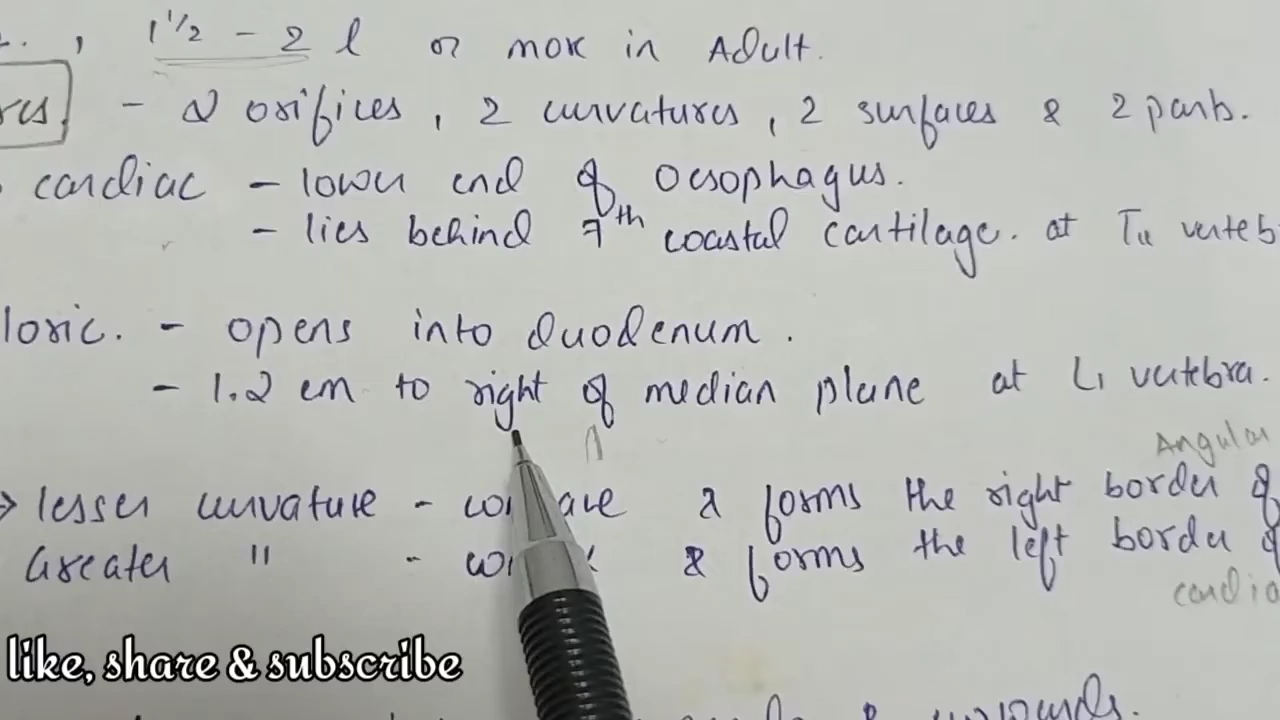 , 1 1/2 - 2 l or more in Adult.
- 2 orifices, 2 curvatures, 2 surfaces & 2 parts.
cardiac - lower end of Oesophagus.
- lies behind 7th coastal cartilage. at T11 verteb
loric. - opens into duodenum.
- 1.2 cm to right of median plane at L1 vertebra.
Angular
→ lesser curvature - & forms the right border of
Greater " - & forms the left border of
cardia
like, share & subscribe